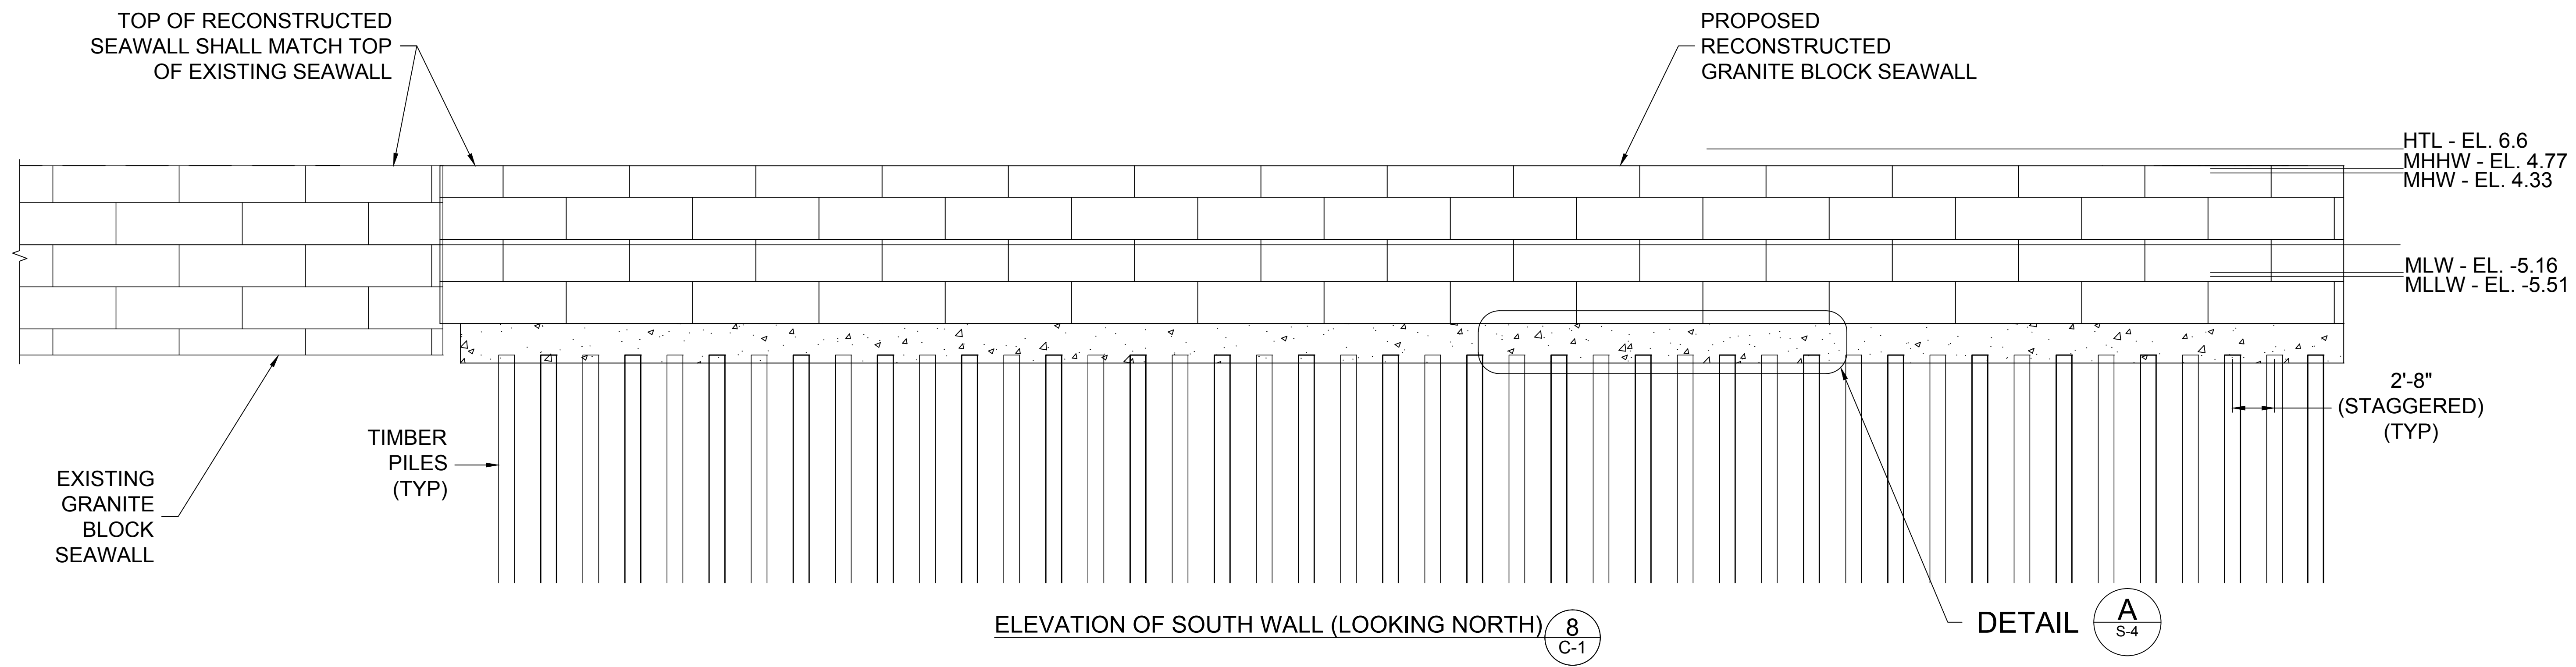 TOP OF RECONSTRUCTED
SEAWALL SHALL MATCH TOP
OF EXISTING SEAWALL
PROPOSED
RECONSTRUCTED
GRANITE BLOCK SEAWALL
HTL - EL. 6.6
MHHW - EL. 4.77
MHW - EL. 4.33
MLW - EL. -5.16
MLLW - EL. -5.51
2'-8"
(STAGGERED)
(TYP)
TIMBER
PILES
(TYP)
EXISTING
GRANITE
BLOCK
SEAWALL
ELEVATION OF SOUTH WALL (LOOKING NORTH)
8
C-1
DETAIL
A
S-4